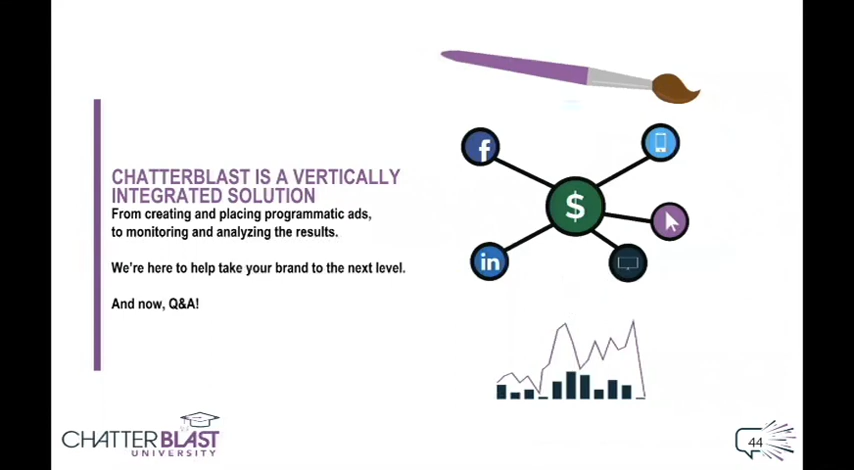 CHATTERBLAST IS A VERTICALLY
INTEGRATED SOLUTION
From creating and placing programmatic ads,
to monitoring and analyzing the results.
We're here to help take your brand to the next level.
And now, Q&A!
f
$
in
CHATTERBLAST
UNIVERSITY
44